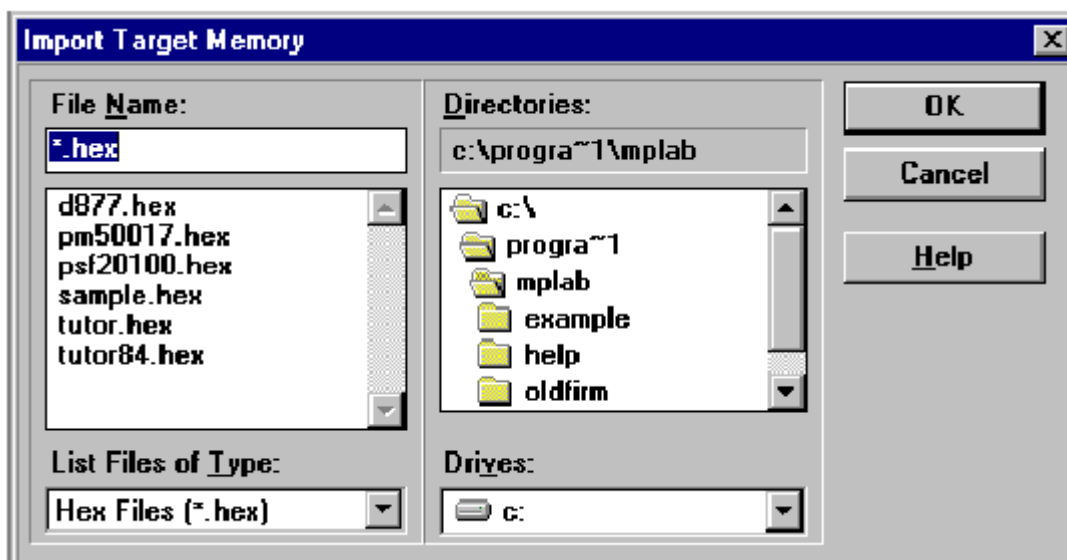 Import Target Memory
File Name:
*.hex
d877.hex
pm50017.hex
psf20100.hex
sample.hex
tutor.hex
tutor84.hex
List Files of Type:
Hex Files (*.hex)
Directories:
c:\progra~1\mplab
c:\
progra~1
mplab
example
help
oldfirm
Drives:
c:
OK
Cancel
Help